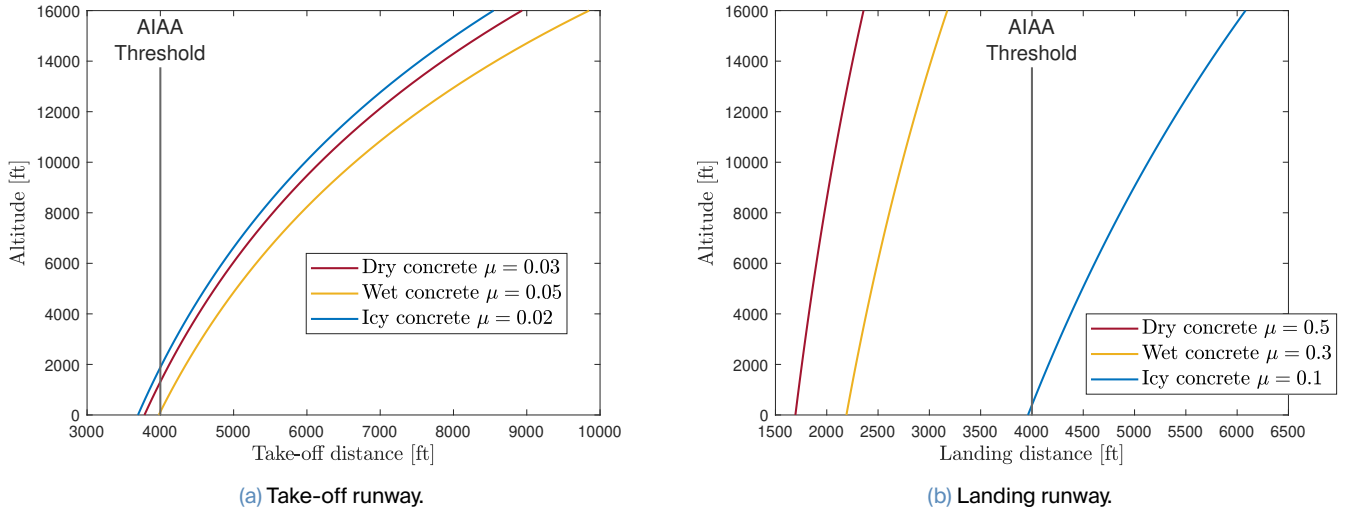 16000
14000
12000
10000
8000
6000
4000
2000
0
Altitude [ft]
AIAA
Threshold
Dry concrete μ = 0.03
Wet concrete μ = 0.05
Icy concrete μ = 0.02
3000 4000 5000 6000 7000 8000 9000 10000
Take-off distance [ft]
(a) Take-off runway.
16000
14000
12000
10000
8000
6000
4000
2000
0
Altitude [ft]
AIAA
Threshold
Dry concrete μ = 0.5
Wet concrete μ = 0.3
Icy concrete μ = 0.1
1500 2000 2500 3000 3500 4000 4500 5000 5500 6000 6500
Landing distance [ft]
(b) Landing runway.